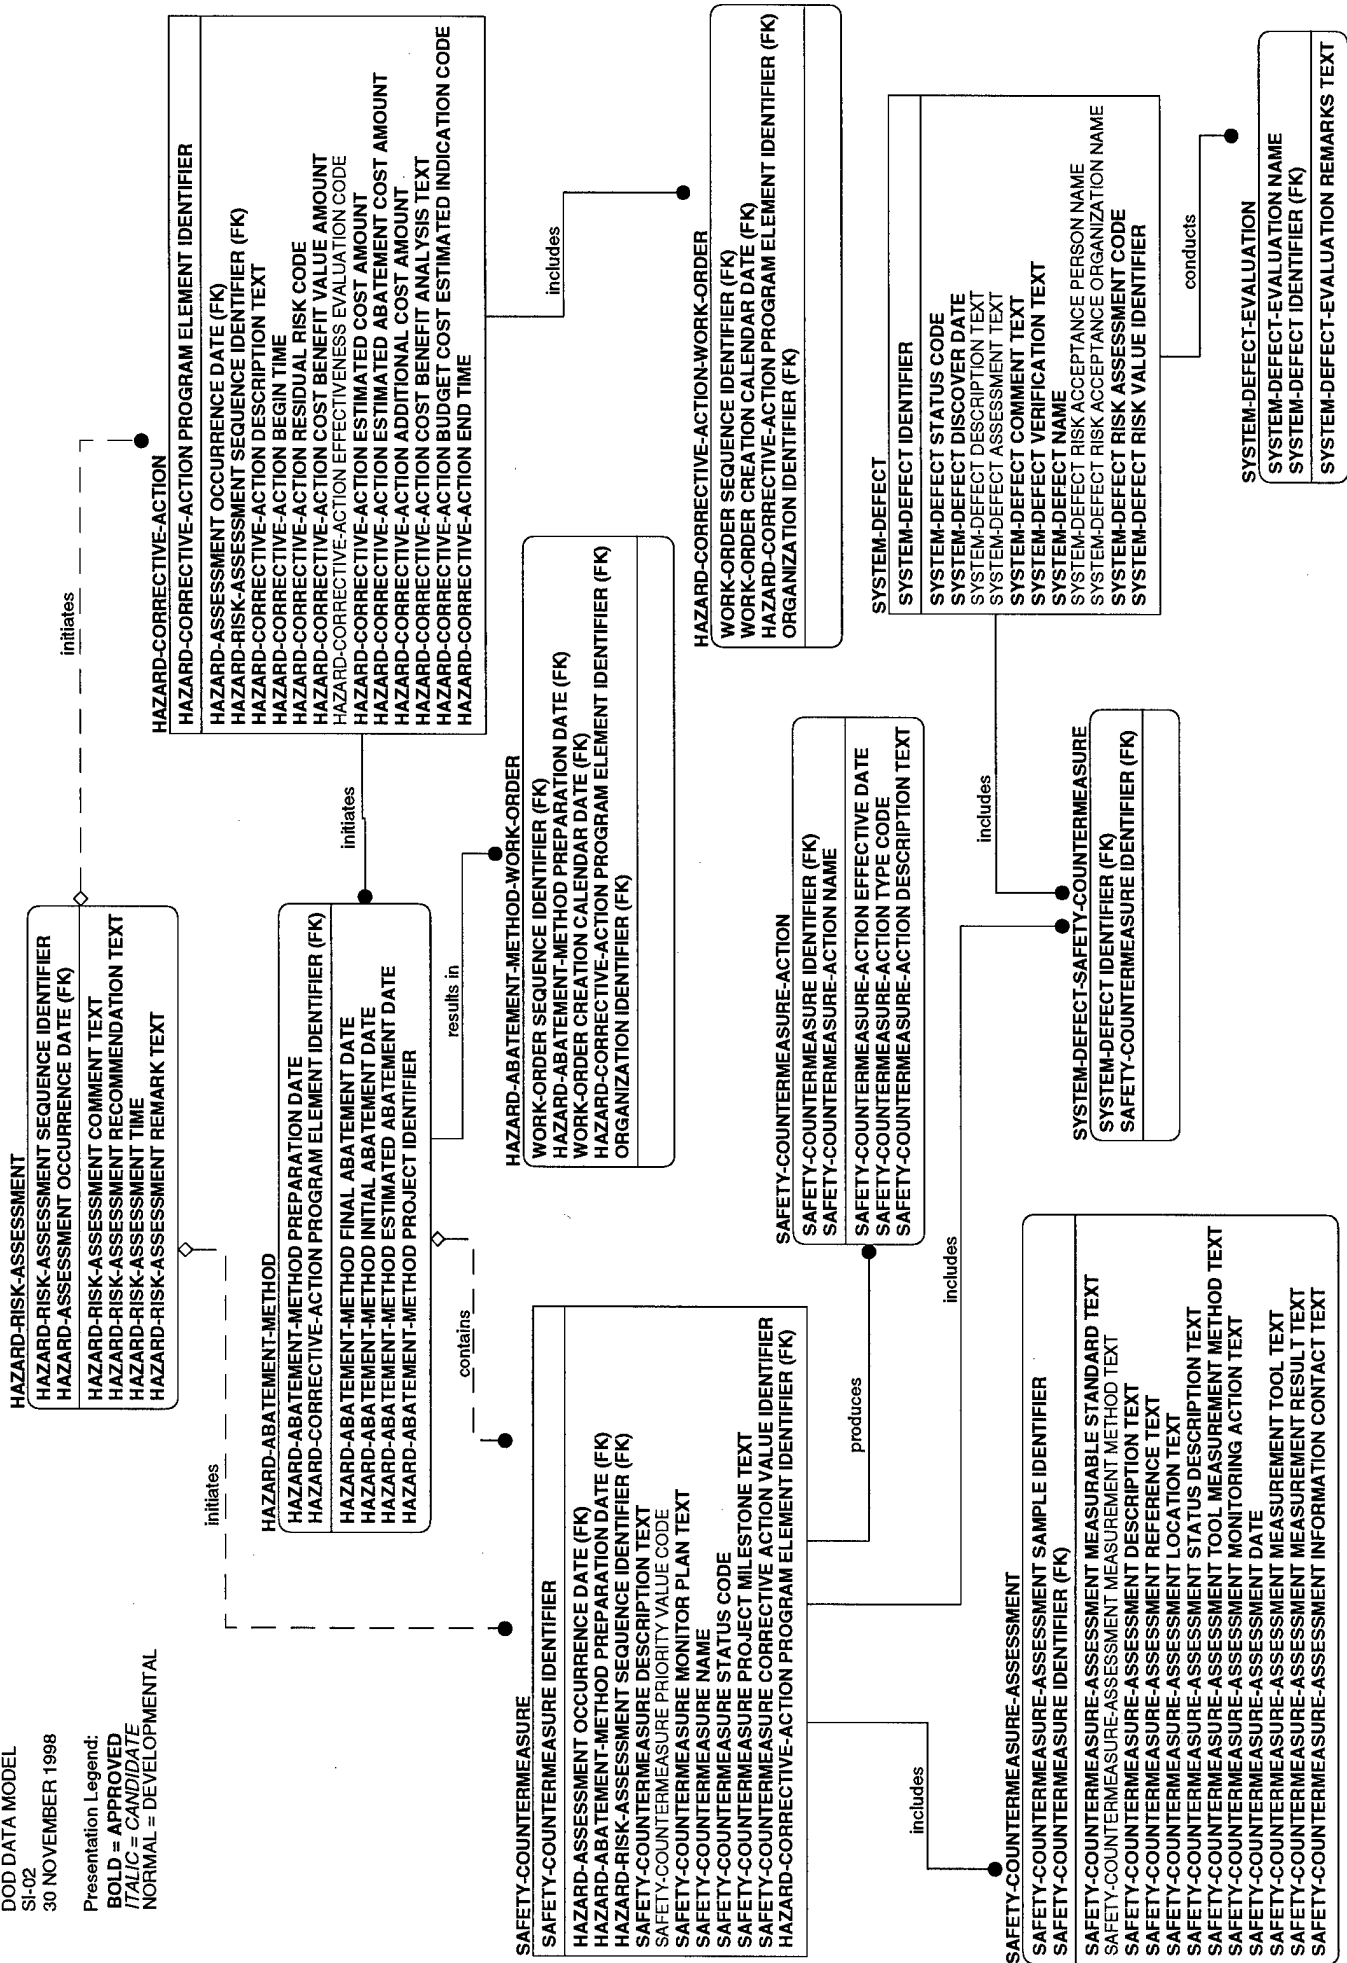 DOD DATA MODEL
SI-02
30 NOVEMBER 1998
Presentation Legend:
BOLD = APPROVED
ITALIC = CANDIDATE
NORMAL = DEVELOPMENTAL
HAZARD-RISK-ASSESSMENT
HAZARD-RISK-ASSESSMENT SEQUENCE IDENTIFIER
HAZARD-ASSESSMENT OCCURRENCE DATE (FK)
HAZARD-RISK-ASSESSMENT COMMENT TEXT
HAZARD-RISK-ASSESSMENT RECOMMENDATION TEXT
HAZARD-RISK-ASSESSMENT TIME
HAZARD-RISK-ASSESSMENT REMARK TEXT
initiates
initiates
HAZARD-CORRECTIVE-ACTION
HAZARD-CORRECTIVE-ACTION PROGRAM ELEMENT IDENTIFIER
HAZARD-ASSESSMENT OCCURRENCE DATE (FK)
HAZARD-RISK-ASSESSMENT SEQUENCE IDENTIFIER (FK)
HAZARD-CORRECTIVE-ACTION DESCRIPTION TEXT
HAZARD-CORRECTIVE-ACTION BEGIN TIME
HAZARD-CORRECTIVE-ACTION RESIDUAL RISK CODE
HAZARD-CORRECTIVE-ACTION COST BENEFIT VALUE AMOUNT
HAZARD-CORRECTIVE-ACTION EFFECTIVENESS EVALUATION CODE
HAZARD-CORRECTIVE-ACTION ESTIMATED COST AMOUNT
HAZARD-CORRECTIVE-ACTION ESTIMATED ABATEMENT COST AMOUNT
HAZARD-CORRECTIVE-ACTION ADDITIONAL COST AMOUNT
HAZARD-CORRECTIVE-ACTION COST BENEFIT ANALYSIS TEXT
HAZARD-CORRECTIVE-ACTION BUDGET COST ESTIMATED INDICATION CODE
HAZARD-CORRECTIVE-ACTION END TIME
HAZARD-ABATEMENT-METHOD
HAZARD-ABATEMENT-METHOD PREPARATION DATE
HAZARD-CORRECTIVE-ACTION PROGRAM ELEMENT IDENTIFIER (FK)
HAZARD-ABATEMENT-METHOD FINAL ABATEMENT DATE
HAZARD-ABATEMENT-METHOD INITIAL ABATEMENT DATE
HAZARD-ABATEMENT-METHOD ESTIMATED ABATEMENT DATE
HAZARD-ABATEMENT-METHOD PROJECT IDENTIFIER
initiates
contains
results in
includes
HAZARD-ABATEMENT-METHOD-WORK-ORDER
WORK-ORDER SEQUENCE IDENTIFIER (FK)
HAZARD-ABATEMENT-METHOD PREPARATION DATE (FK)
WORK-ORDER CREATION CALENDAR DATE (FK)
HAZARD-CORRECTIVE-ACTION PROGRAM ELEMENT IDENTIFIER (FK)
ORGANIZATION IDENTIFIER (FK)
HAZARD-CORRECTIVE-ACTION-WORK-ORDER
WORK-ORDER SEQUENCE IDENTIFIER (FK)
WORK-ORDER CREATION CALENDAR DATE (FK)
HAZARD-CORRECTIVE-ACTION PROGRAM ELEMENT IDENTIFIER (FK)
ORGANIZATION IDENTIFIER (FK)
SAFETY-COUNTERMEASURE
SAFETY-COUNTERMEASURE IDENTIFIER
HAZARD-ASSESSMENT OCCURRENCE DATE (FK)
HAZARD-ABATEMENT-METHOD PREPARATION DATE (FK)
HAZARD-RISK-ASSESSMENT SEQUENCE IDENTIFIER (FK)
SAFETY-COUNTERMEASURE DESCRIPTION TEXT
SAFETY-COUNTERMEASURE PRIORITY VALUE CODE
SAFETY-COUNTERMEASURE MONITOR PLAN TEXT
SAFETY-COUNTERMEASURE NAME
SAFETY-COUNTERMEASURE STATUS CODE
SAFETY-COUNTERMEASURE PROJECT MILESTONE TEXT
SAFETY-COUNTERMEASURE CORRECTIVE ACTION VALUE IDENTIFIER
HAZARD-CORRECTIVE-ACTION PROGRAM ELEMENT IDENTIFIER (FK)
produces
includes
includes
SAFETY-COUNTERMEASURE-ACTION
SAFETY-COUNTERMEASURE IDENTIFIER (FK)
SAFETY-COUNTERMEASURE-ACTION NAME
SAFETY-COUNTERMEASURE-ACTION EFFECTIVE DATE
SAFETY-COUNTERMEASURE-ACTION TYPE CODE
SAFETY-COUNTERMEASURE-ACTION DESCRIPTION TEXT
SYSTEM-DEFECT
SYSTEM-DEFECT IDENTIFIER
SYSTEM-DEFECT STATUS CODE
SYSTEM-DEFECT DISCOVER DATE
SYSTEM-DEFECT DESCRIPTION TEXT
SYSTEM-DEFECT ASSESSMENT TEXT
SYSTEM-DEFECT COMMENT TEXT
SYSTEM-DEFECT VERIFICATION TEXT
SYSTEM-DEFECT NAME
SYSTEM-DEFECT RISK ACCEPTANCE PERSON NAME
SYSTEM-DEFECT RISK ACCEPTANCE ORGANIZATION NAME
SYSTEM-DEFECT RISK ASSESSMENT CODE
SYSTEM-DEFECT RISK VALUE IDENTIFIER
includes
conducts
SAFETY-COUNTERMEASURE-ASSESSMENT
SAFETY-COUNTERMEASURE-ASSESSMENT SAMPLE IDENTIFIER
SAFETY-COUNTERMEASURE IDENTIFIER (FK)
SAFETY-COUNTERMEASURE-ASSESSMENT MEASURABLE STANDARD TEXT
SAFETY-COUNTERMEASURE-ASSESSMENT MEASUREMENT METHOD TEXT
SAFETY-COUNTERMEASURE-ASSESSMENT DESCRIPTION TEXT
SAFETY-COUNTERMEASURE-ASSESSMENT REFERENCE TEXT
SAFETY-COUNTERMEASURE-ASSESSMENT LOCATION TEXT
SAFETY-COUNTERMEASURE-ASSESSMENT STATUS DESCRIPTION TEXT
SAFETY-COUNTERMEASURE-ASSESSMENT TOOL MEASUREMENT METHOD TEXT
SAFETY-COUNTERMEASURE-ASSESSMENT MONITORING ACTION TEXT
SAFETY-COUNTERMEASURE-ASSESSMENT DATE
SAFETY-COUNTERMEASURE-ASSESSMENT MEASUREMENT TOOL TEXT
SAFETY-COUNTERMEASURE-ASSESSMENT MEASUREMENT RESULT TEXT
SAFETY-COUNTERMEASURE-ASSESSMENT INFORMATION CONTACT TEXT
SYSTEM-DEFECT-SAFETY-COUNTERMEASURE
SYSTEM-DEFECT IDENTIFIER (FK)
SAFETY-COUNTERMEASURE IDENTIFIER (FK)
SYSTEM-DEFECT-EVALUATION
SYSTEM-DEFECT-EVALUATION NAME
SYSTEM-DEFECT IDENTIFIER (FK)
SYSTEM-DEFECT-EVALUATION REMARKS TEXT